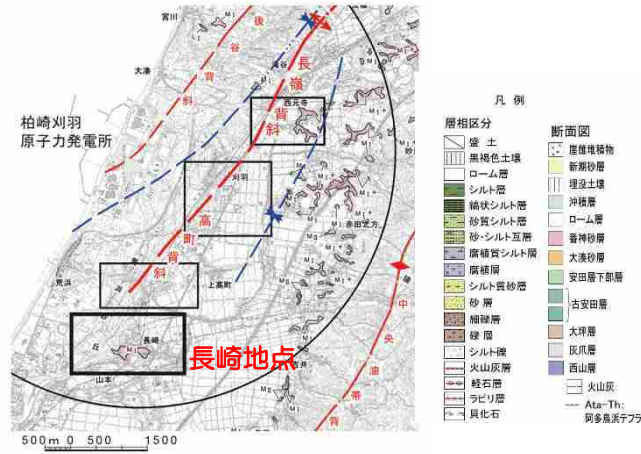 宮川
後谷背斜
大湊
滝谷
長嶺背斜
西元寺
柏崎刈羽
原子力発電所
刈羽
高町背斜
赤田北方
荒浜
上高町
中央油帯背斜
長崎
MI
長崎地点
山本
吉井
500m 0 500 1500
凡 例
層相区分
盛 土
黒褐色土壌
ローム層
シルト層
縞状シルト層
砂質シルト層
砂・シルト互層
腐植質シルト層
腐植層
シルト質砂層
砂 層
細礫層
礫 層
シルト礫
火山灰層
軽石層
ラピリ層
貝化石
断面図
崖錐堆積物
新期砂層
埋没土壌
沖積層
ローム層
番神砂層
大湊砂層
安田層下部層
古安田層
大坪層
灰爪層
西山層
火山灰
Ata-Th:
阿多鳥浜テフラ